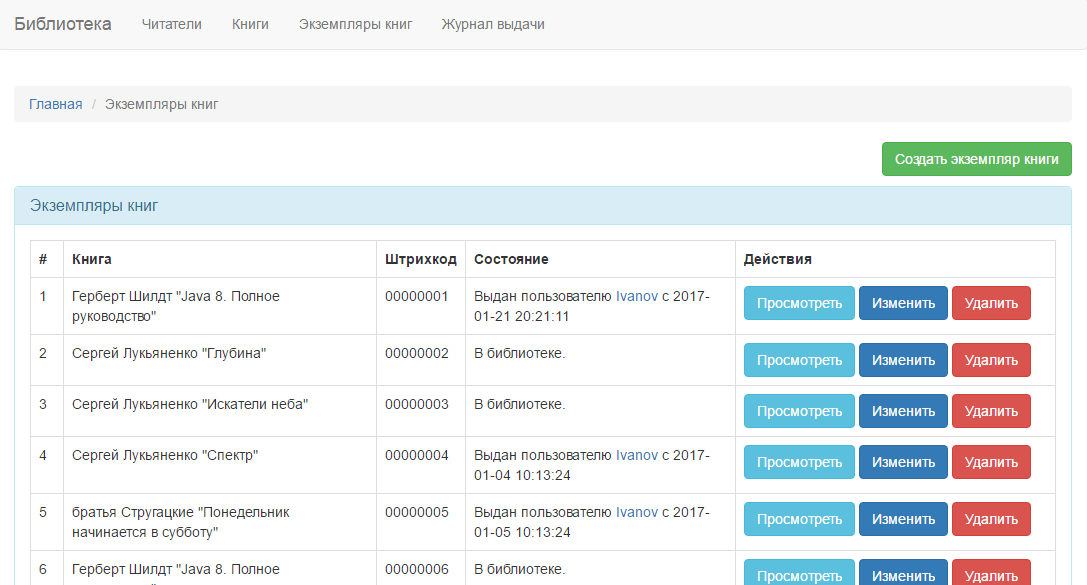 Библиотека Читатели Книги Экземпляры книг Журнал выдачи
Главная / Экземпляры книг
Создать экземпляр книги
Экземпляры книг
# Книга Штрихкод Состояние Действия
1 Герберт Шилдт "Java 8. Полное 00000001 Выдан пользователю Ivanov с 2017- Просмотреть Изменить Удалить
руководство" 01-21 20:21:11
2 Сергей Лукьяненко "Глубина" 00000002 В библиотеке. Просмотреть Изменить Удалить
3 Сергей Лукьяненко "Искатели неба" 00000003 В библиотеке. Просмотреть Изменить Удалить
4 Сергей Лукьяненко "Спектр" 00000004 Выдан пользователю Ivanov с 2017- Просмотреть Изменить Удалить
01-04 10:13:24
5 братья Стругацкие "Понедельник 00000005 Выдан пользователю Ivanov с 2017- Просмотреть Изменить Удалить
начинается в субботу" 01-05 10:13:24
6 Герберт Шилдт "Java 8. Полное 00000006 В библиотеке. Просмотреть Изменить Удалить